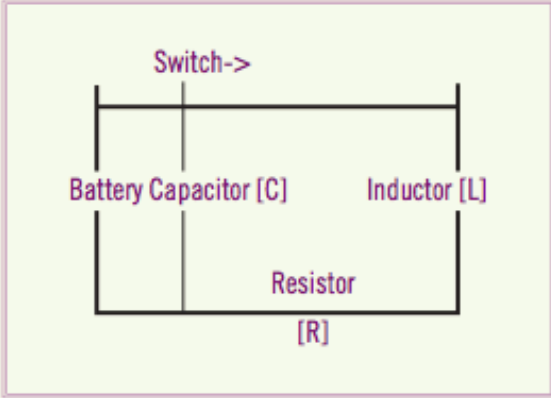 Switch->
Battery Capacitor [C] Inductor [L]
Resistor
[R]